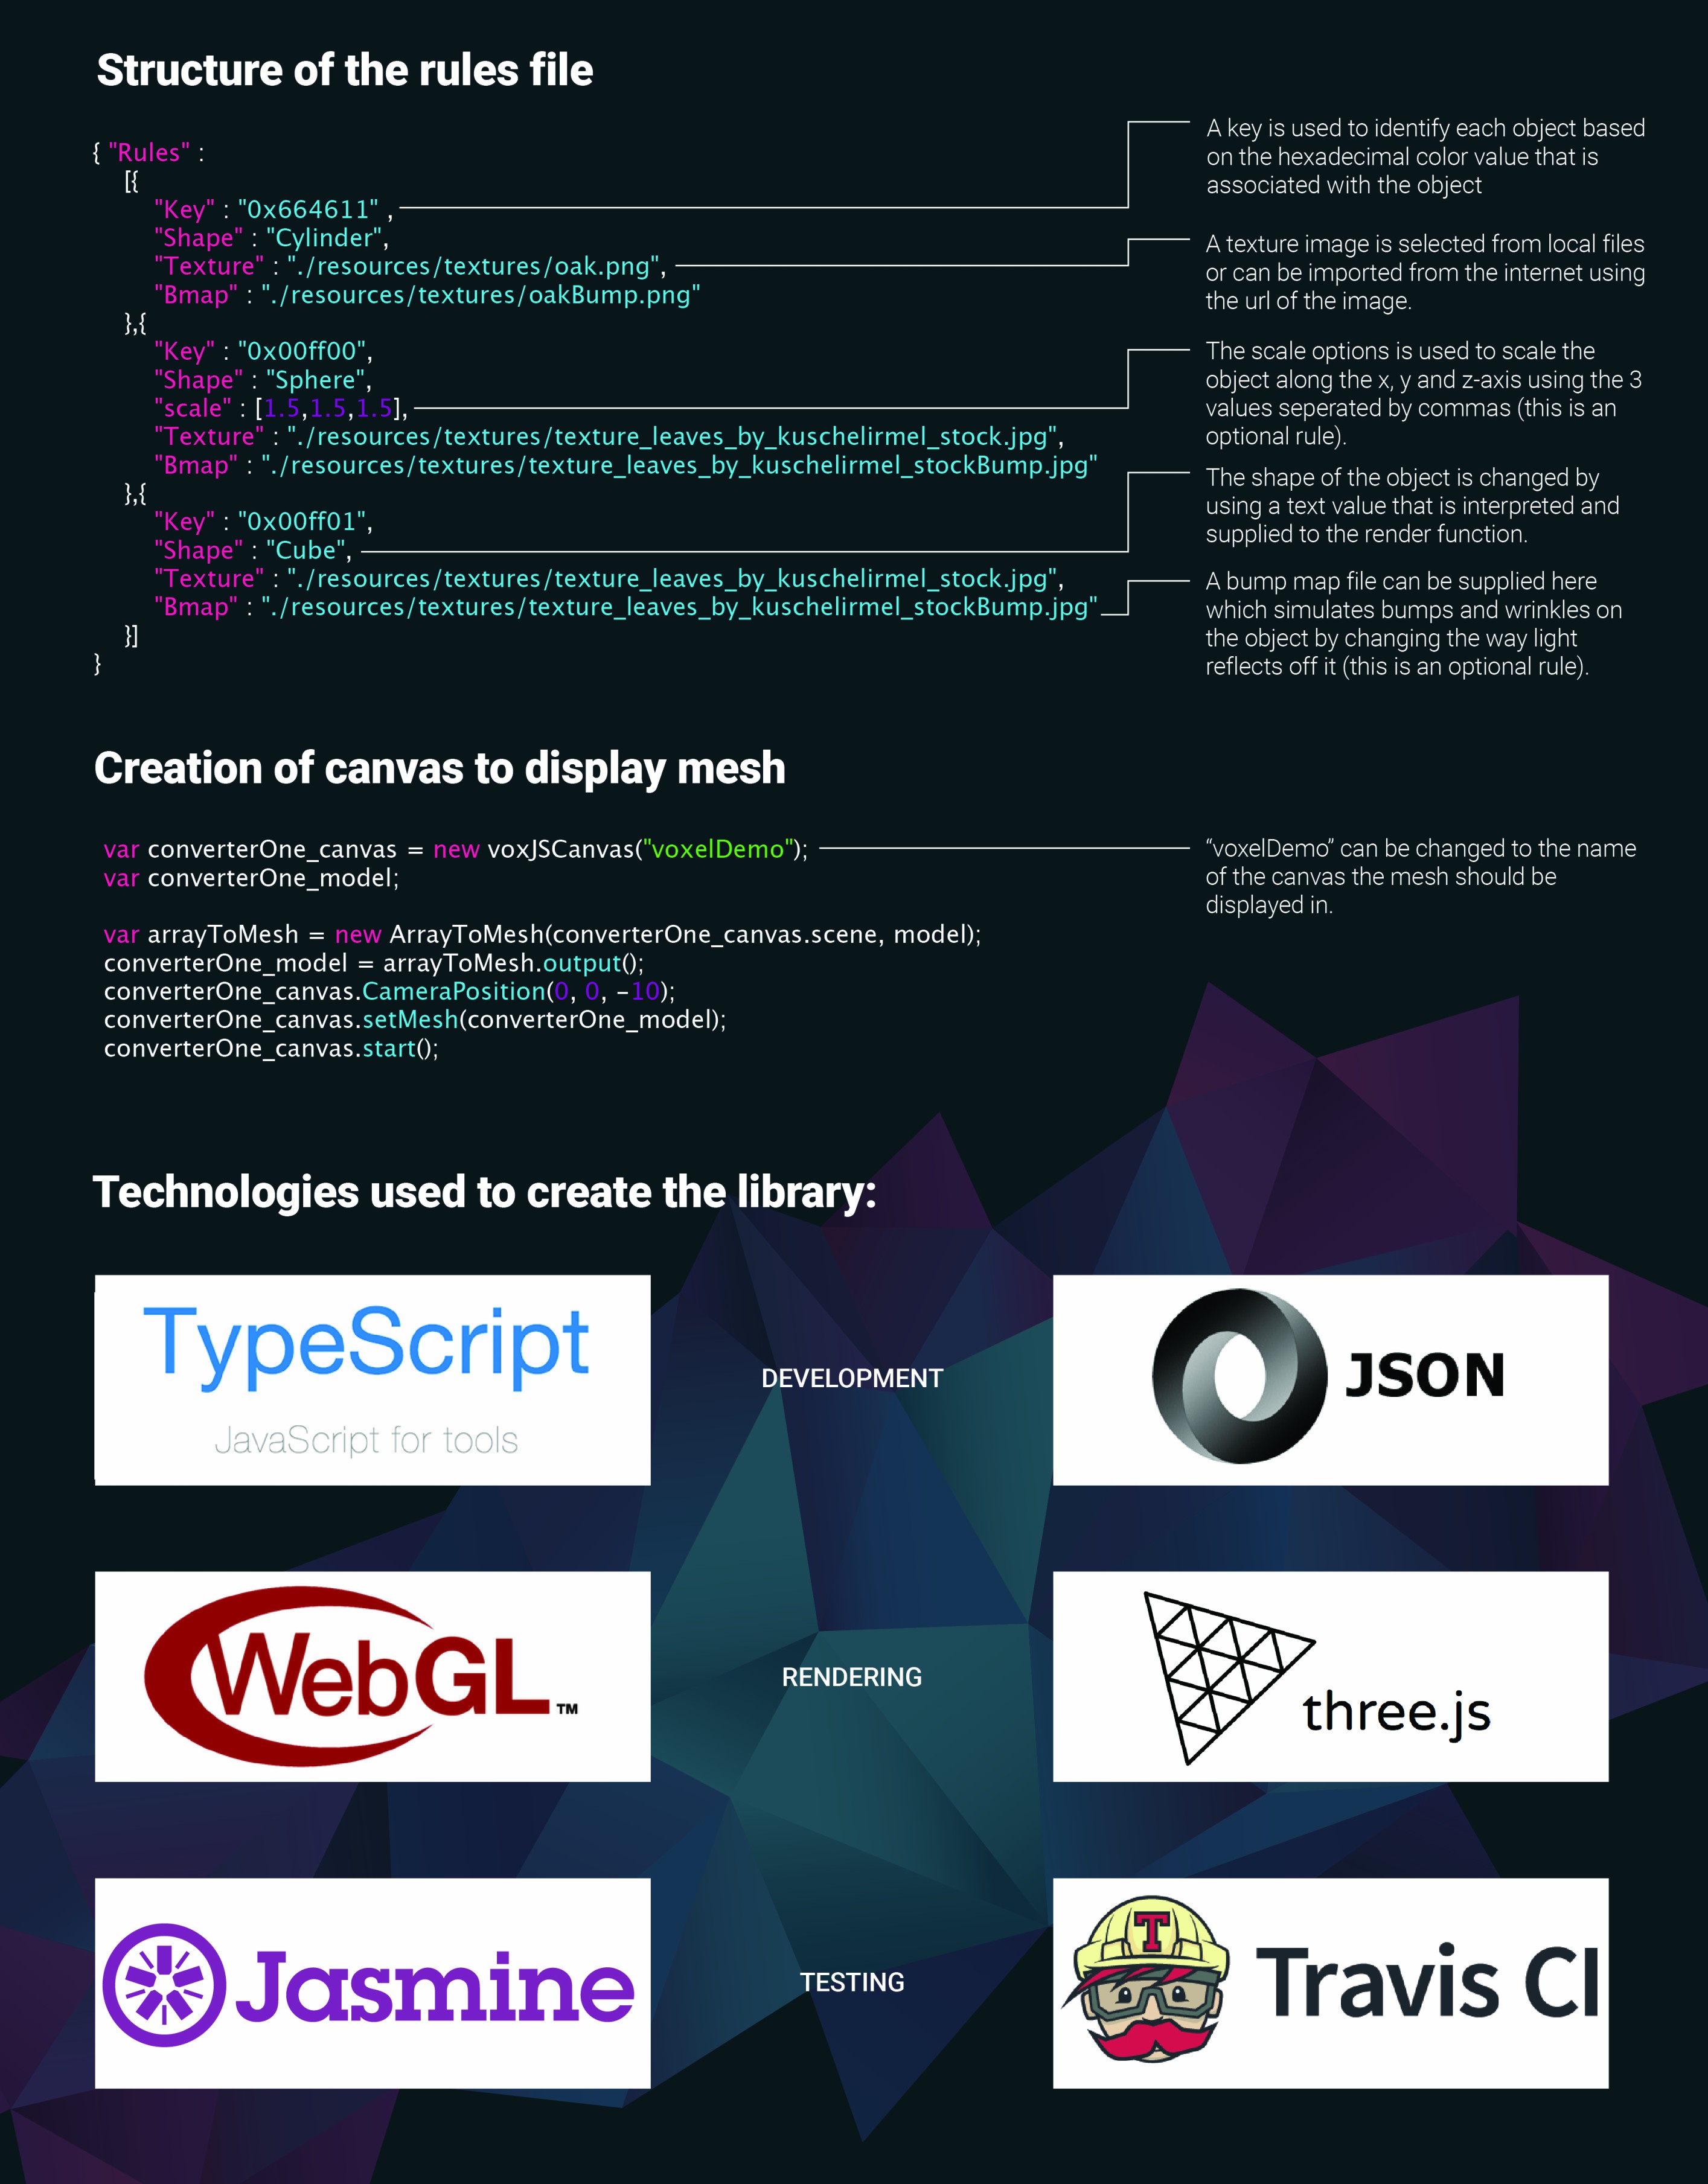 Structure of the rules file
{ "Rules" :
[{
"Key" : "0x664611" ,
"Shape" : "Cylinder",
"Texture" : "./resources/textures/oak.png",
"Bmap" : "./resources/textures/oakBump.png"
},{
"Key" : "0x00ff00",
"Shape" : "Sphere",
"scale" : [1.5,1.5,1.5],
"Texture" : "./resources/textures/texture_leaves_by_kuschelirmel_stock.jpg",
"Bmap" : "./resources/textures/texture_leaves_by_kuschelirmel_stockBump.jpg"
},{
"Key" : "0x00ff01",
"Shape" : "Cube",
"Texture" : "./resources/textures/texture_leaves_by_kuschelirmel_stock.jpg",
"Bmap" : "./resources/textures/texture_leaves_by_kuschelirmel_stockBump.jpg"
}]
}
A key is used to identify each object based
on the hexadecimal color value that is
associated with the object
A texture image is selected from local files
or can be imported from the internet using
the url of the image.
The scale options is used to scale the
object along the x, y and z-axis using the 3
values seperated by commas (this is an
optional rule).
The shape of the object is changed by
using a text value that is interpreted and
supplied to the render function.
A bump map file can be supplied here
which simulates bumps and wrinkles on
the object by changing the way light
reflects off it (this is an optional rule).
Creation of canvas to display mesh
var converterOne_canvas = new voxJSCanvas("voxelDemo");
var converterOne_model;
var arrayToMesh = new ArrayToMesh(converterOne_canvas.scene, model);
converterOne_model = arrayToMesh.output();
converterOne_canvas.CameraPosition(0, 0, -10);
converterOne_canvas.setMesh(converterOne_model);
converterOne_canvas.start();
“voxelDemo” can be changed to the name
of the canvas the mesh should be
displayed in.
Technologies used to create the library:
TypeScript
JavaScript for tools
DEVELOPMENT
JSON
WebGL™
RENDERING
three.js
Jasmine
TESTING
T
Travis CI